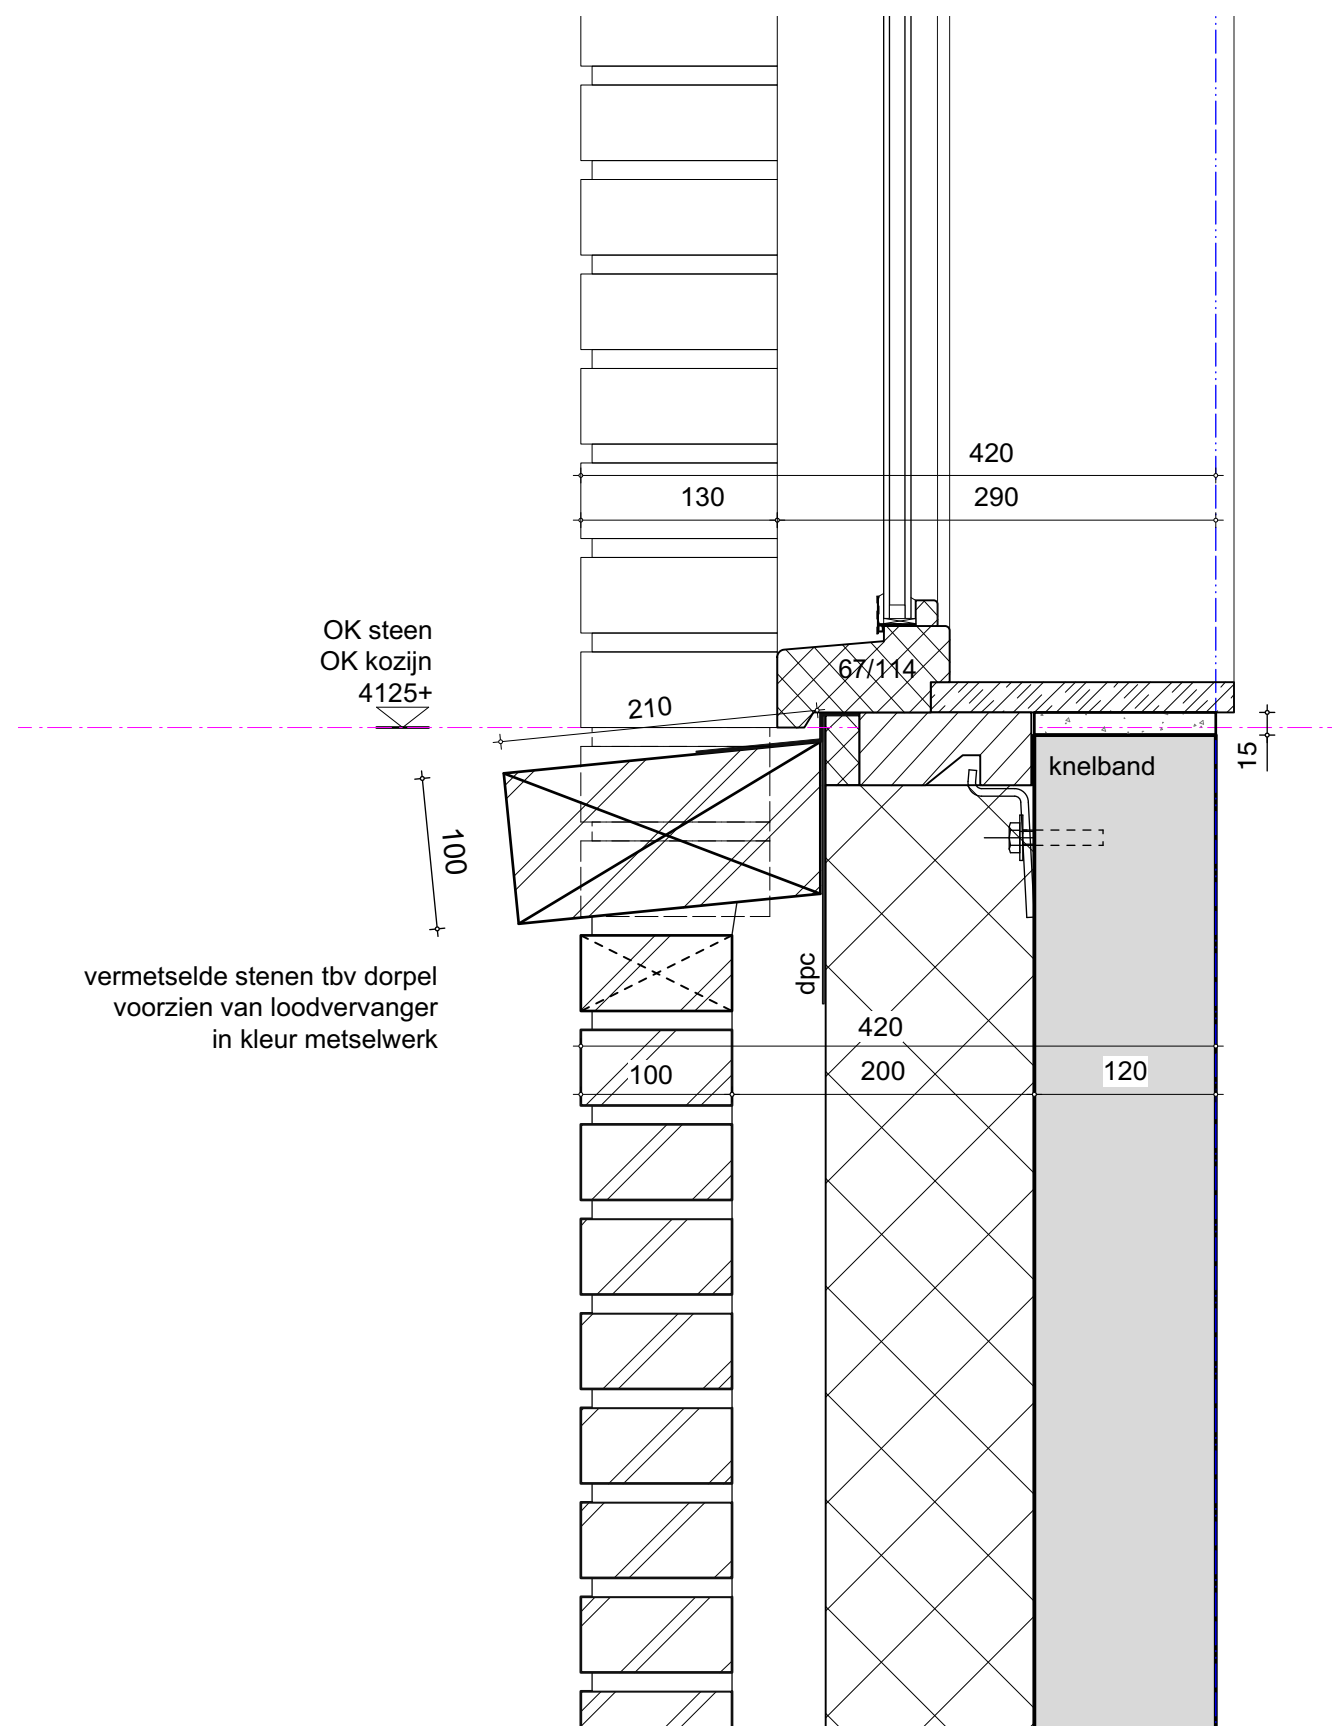 420
130
290
OK steen
OK kozijn
4125+
67/114
210
15
knelband
100
vermetselde stenen tbv dorpel
voorzien van loodvervanger
in kleur metselwerk
dpc
420
100
200
120